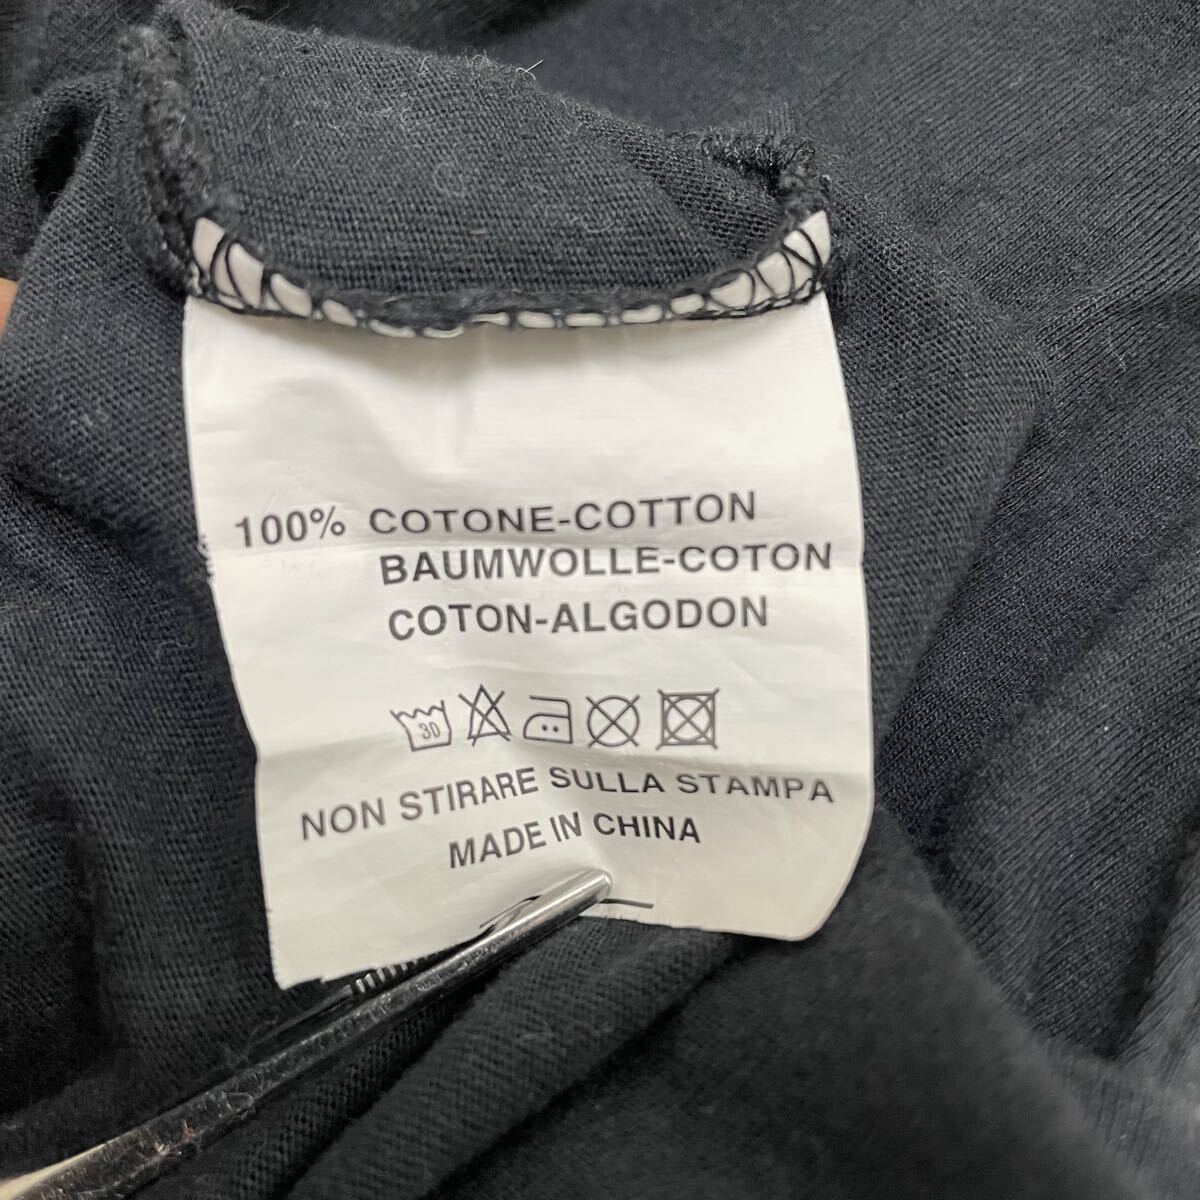 100% COTONE-COTTON
BAUMWOLLE-COTON
COTON-ALGODON
30
NON STIRARE SULLA STAMPA
MADE IN CHINA